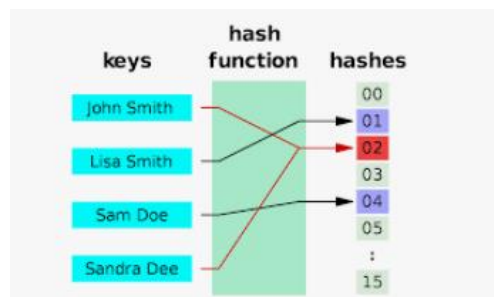 keys
hash
function
hashes
John Smith
Lisa Smith
Sam Doe
Sandra Dee
00
01
02
03
04
05
:
15